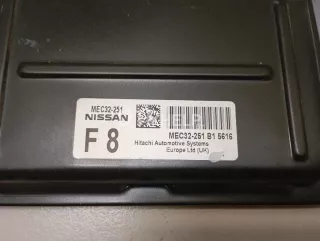 MEC32-251
NISSAN
F 8
MEC32-251 B1 5616
Hitachi Automotive Systems
Europe Ltd (UK)